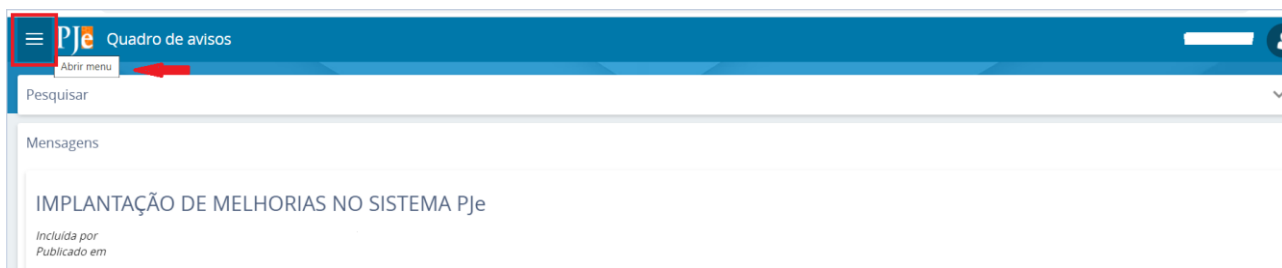 PJe Quadro de avisos
Abrir menu
Pesquisar
Mensagens
IMPLANTAÇÃO DE MELHORIAS NO SISTEMA PJe
Incluída por
Publicado em